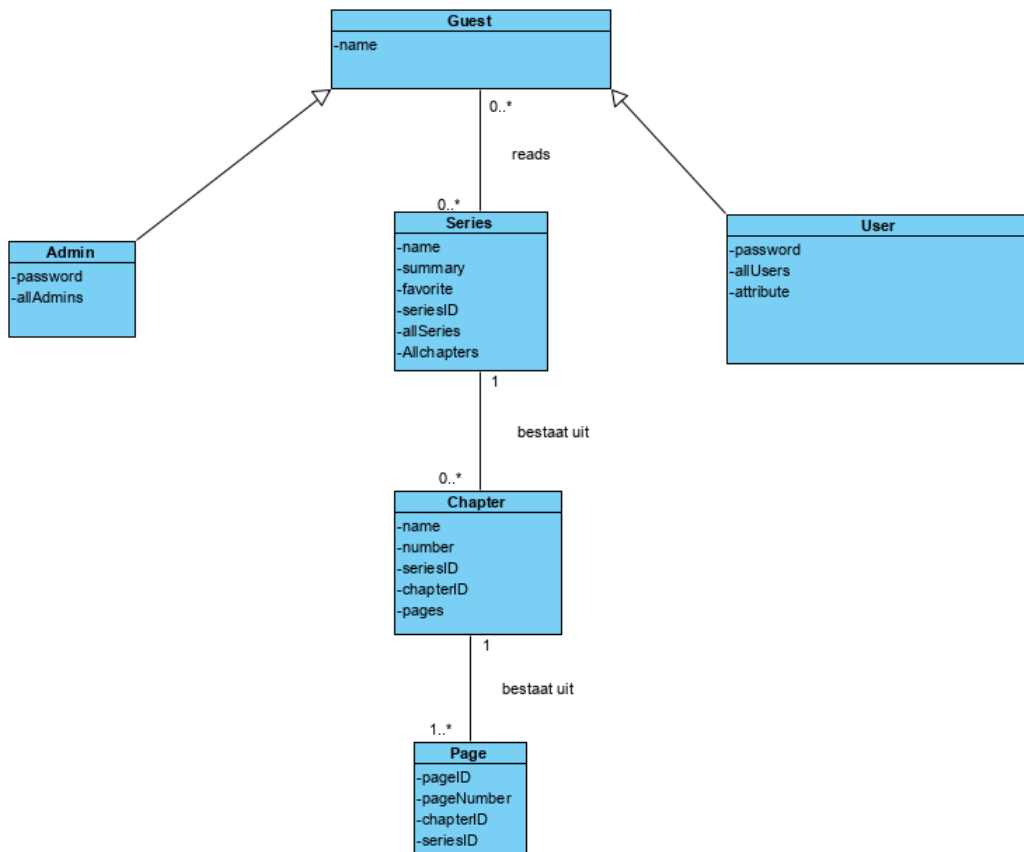 Guest
-name
0..*
reads
0..*
Series
-name
-summary
-favorite
-seriesID
-allSeries
-Allchapters
Admin
-password
-allAdmins
User
-password
-allUsers
-attribute
1
bestaat uit
0..*
Chapter
-name
-number
-seriesID
-chapterID
-pages
1
bestaat uit
1..*
Page
-pageID
-pageNumber
-chapterID
-seriesID